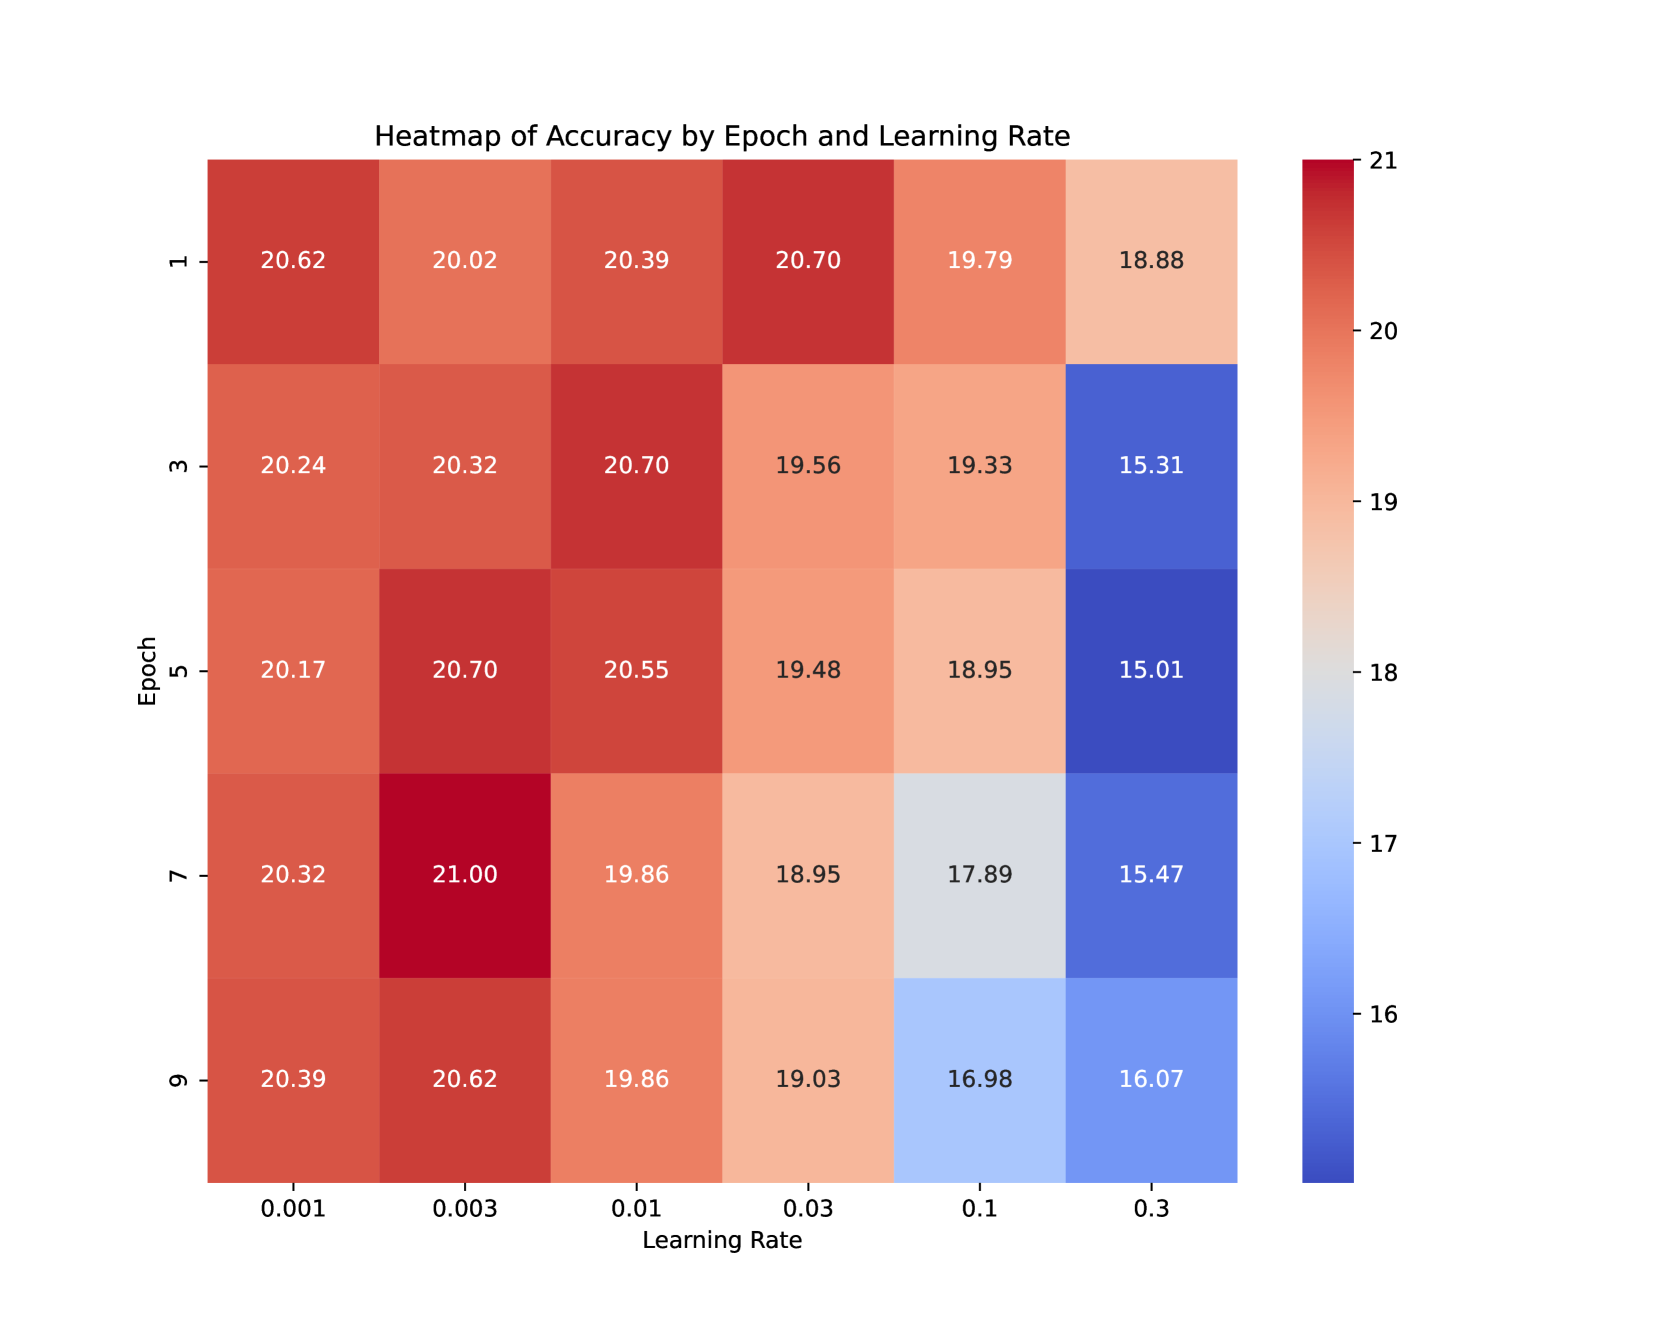 Heatmap of Accuracy by Epoch and Learning Rate
Epoch
1 20.62 20.02 20.39 20.70 19.79 18.88
3 20.24 20.32 20.70 19.56 19.33 15.31
5 20.17 20.70 20.55 19.48 18.95 15.01
7 20.32 21.00 19.86 18.95 17.89 15.47
9 20.39 20.62 19.86 19.03 16.98 16.07
0.001 0.003 0.01 0.03 0.1 0.3
Learning Rate
21
20
19
18
17
16